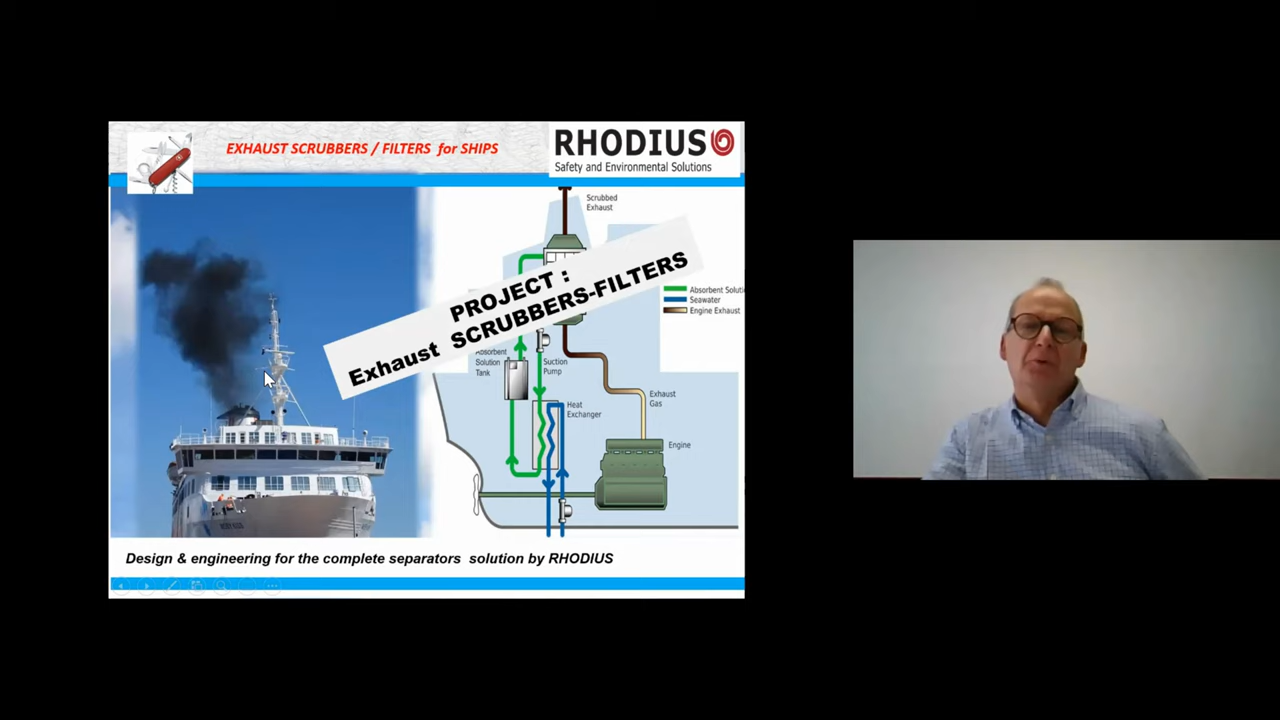 EXHAUST SCRUBBERS / FILTERS for SHIPS
RHODIUS
Safety and Environmental Solutions
Scrubbed
Exhaust
PROJECT :
Exhaust SCRUBBERS-FILTERS
Absorbent
Seawater
Engine Exhaust
Absorbent
Solution
Tank
Suction
Pump
Heat
Exchanger
Exhaust
Gas
Engine
Design & engineering for the complete separators solution by RHODIUS